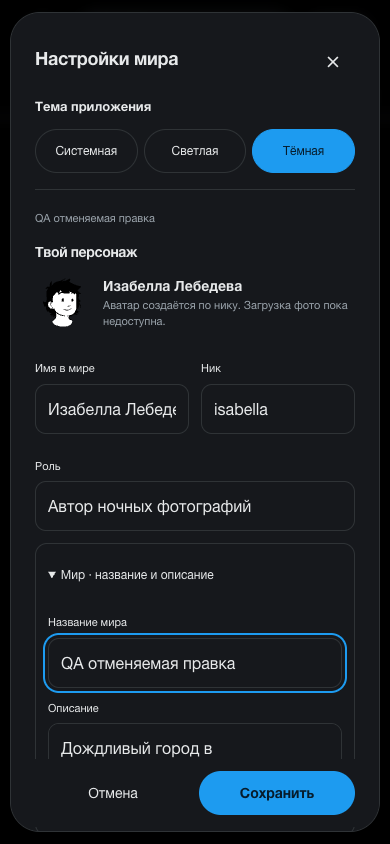 Настройки мира
Тема приложения
Системная
Светлая
Тёмная
QA отменяемая правка
Твой персонаж
Изабелла Лебедева
Аватар создаётся по нику. Загрузка фото пока
недоступна.
Имя в мире
Ник
Изабелла Лебеде
isabella
Роль
Автор ночных фотографий
▼ Мир · название и описание
Название мира
QA отменяемая правка
Описание
Дождливый город в
Отмена
Сохранить